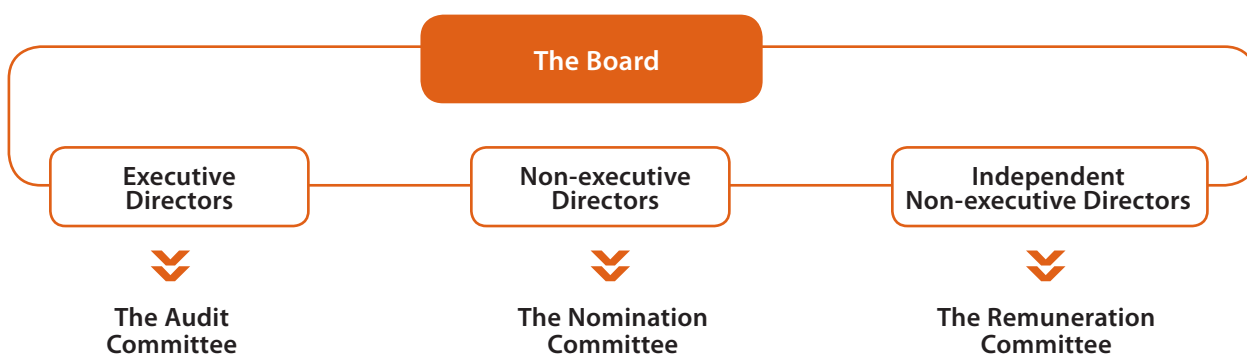 The Board
Executive
Directors
Non-executive
Directors
Independent
Non-executive Directors
The Audit
Committee
The Nomination
Committee
The Remuneration
Committee